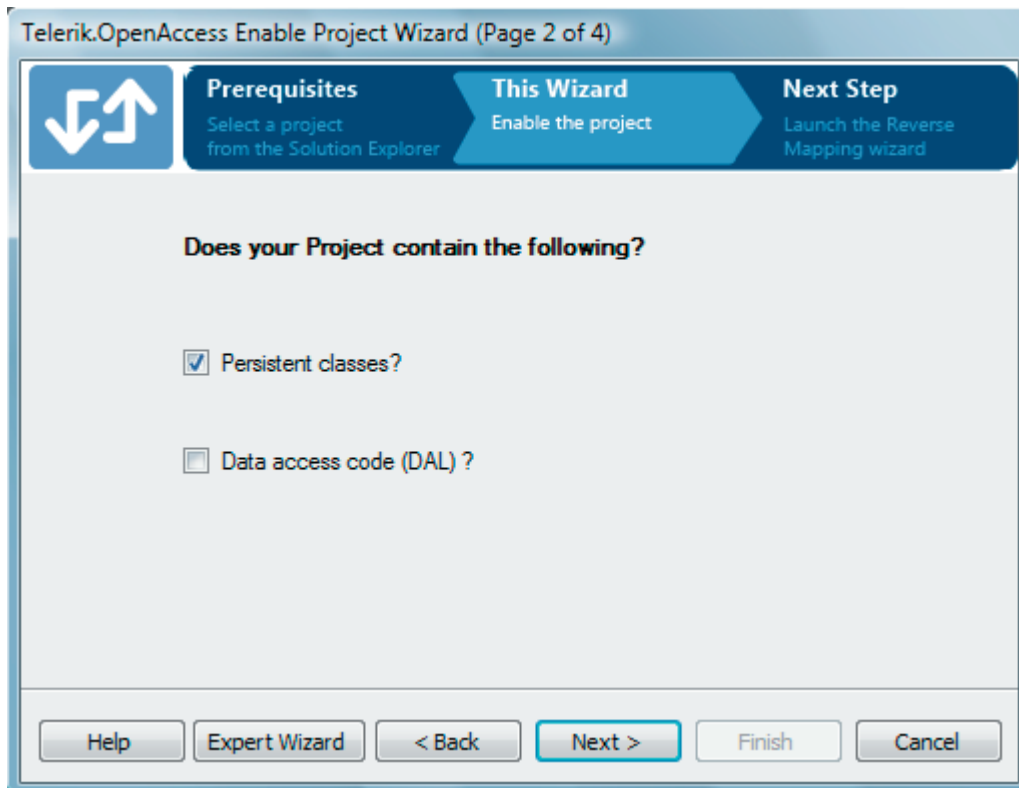 Telerik.OpenAccess Enable Project Wizard (Page 2 of 4)
Prerequisites
Select a project
from the Solution Explorer
This Wizard
Enable the project
Next Step
Launch the Reverse
Mapping wizard
Does your Project contain the following?
Persistent classes?
Data access code (DAL) ?
Help
Expert Wizard
< Back
Next >
Finish
Cancel